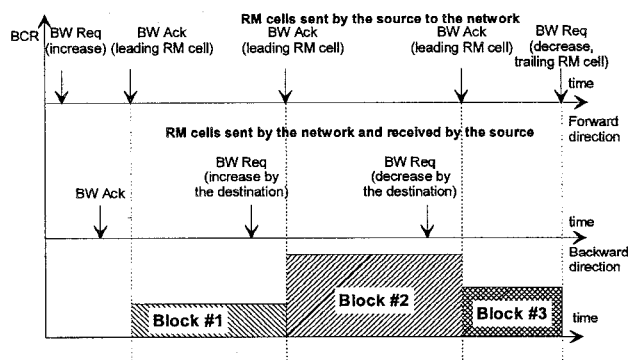 RM cells sent by the source to the network
BCR
BW Req
(increase)
BW Ack
(leading RM cell)
BW Ack
(leading RM cell)
BW Ack
(leading RM cell)
BW Req
(decrease,
trailing RM cell)
time
Forward
direction
RM cells sent by the network and received by the source
BW Ack
BW Req
(increase by
the destination)
BW Req
(decrease by
the destination)
time
Backward
direction
Block #1
Block #2
Block #3
time